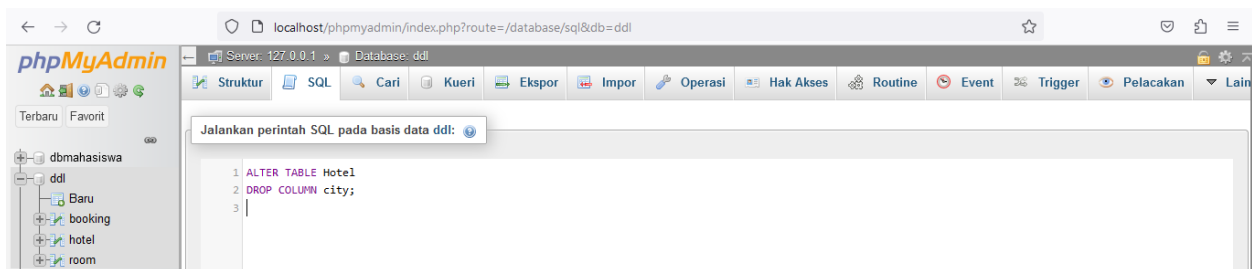 localhost/phpmyadmin/index.php?route=/database/sql&db=ddl
phpMyAdmin
Server: 127.0.0.1 » Database: ddl
Struktur SQL Cari Kueri Ekspor Impor Operasi Hak Akses Routine Event Trigger Pelacakan Lain
Terbaru Favorit
Jalankan perintah SQL pada basis data ddl:
dbmahasiswa
ddl
Baru
booking
hotel
room
1 ALTER TABLE Hotel
2 DROP COLUMN city;
3